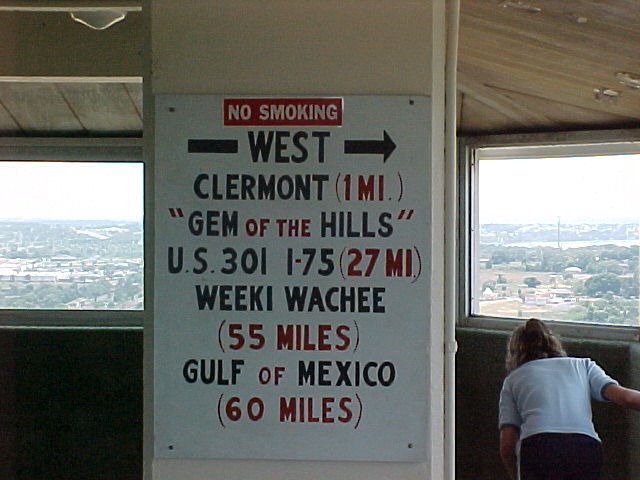 NO SMOKING
WEST
CLERMONT (1 MI.)
"GEM OF THE HILLS"
U.S. 301 I-75 (27 MI.)
WEEKI WACHEE
(55 MILES)
GULF OF MEXICO
(60 MILES)